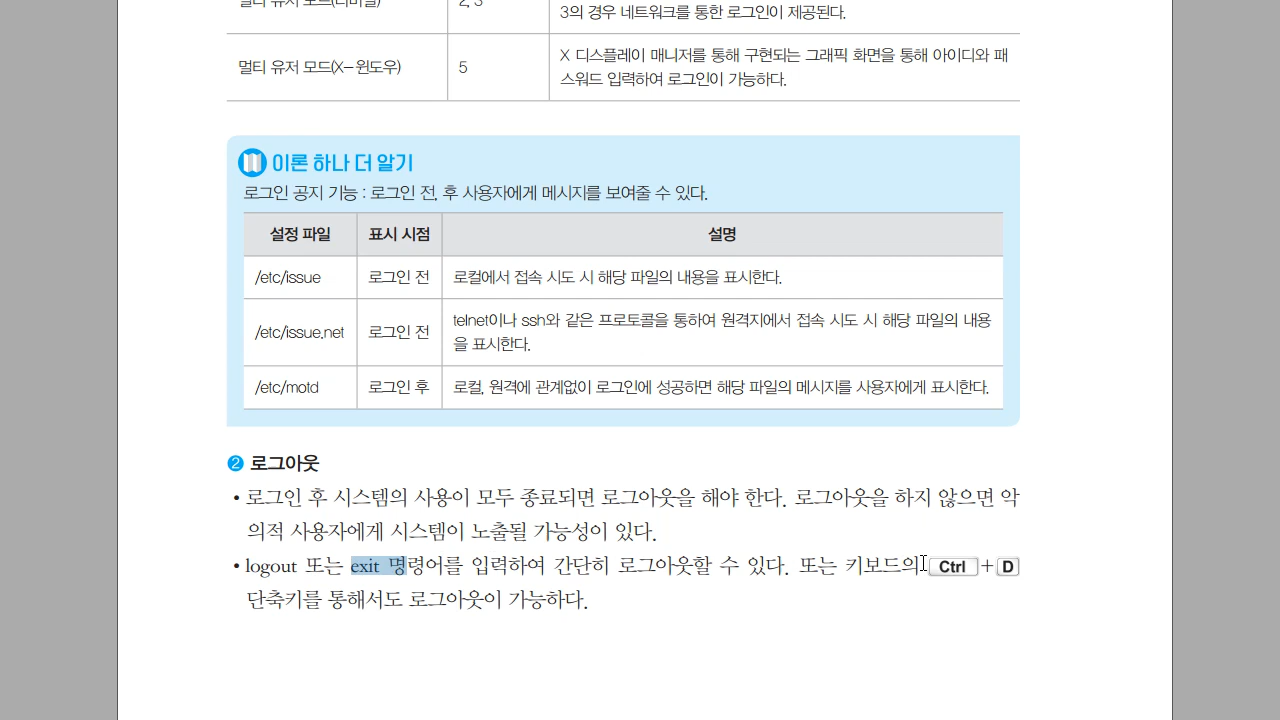 3의 경우 네트워크를 통한 로그인이 제공된다.
멀티 유저 모드(X-윈도우)
5
X 디스플레이 매니저를 통해 구현되는 그래픽 화면을 통해 아이디와 패
스워드 입력하여 로그인이 가능하다.
이론 하나 더 알기
로그인 공지 기능 : 로그인 전, 후 사용자에게 메시지를 보여줄 수 있다.
설정 파일
표시 시점
설명
/etc/issue
로그인 전
로컬에서 접속 시도 시 해당 파일의 내용을 표시한다.
/etc/issue.net
로그인 전
telnet이나 ssh와 같은 프로토콜을 통하여 원격지에서 접속 시도 시 해당 파일의 내용
을 표시한다.
/etc/motd
로그인 후
로컬, 원격에 관계없이 로그인에 성공하면 해당 파일의 메시지를 사용자에게 표시한다.
2 로그아웃
• 로그인 후 시스템의 사용이 모두 종료되면 로그아웃을 해야 한다. 로그아웃을 하지 않으면 악
의적 사용자에게 시스템이 노출될 가능성이 있다.
• logout 또는 exit 명령어를 입력하여 간단히 로그아웃할 수 있다. 또는 키보드의 Ctrl + D
단축키를 통해서도 로그아웃이 가능하다.